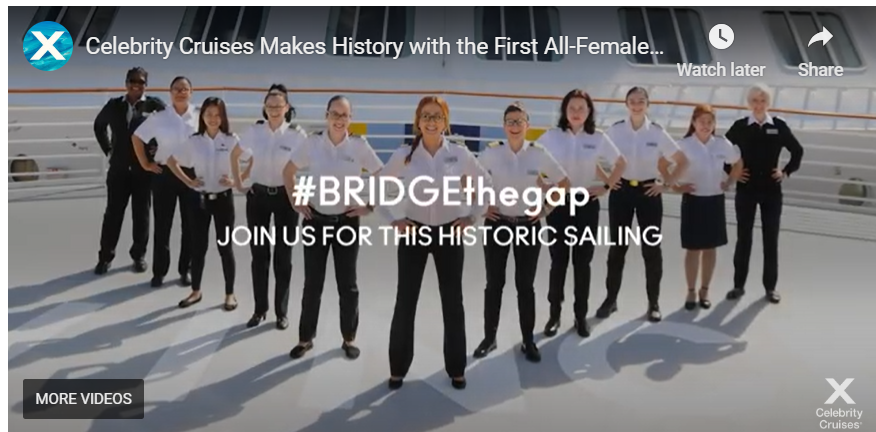 X
Celebrity Cruises Makes History with the First All-Female...
Watch later
Share
#BRIDGEthegap
JOIN US FOR THIS HISTORIC SAILING
MORE VIDEOS
X
Celebrity
Cruises